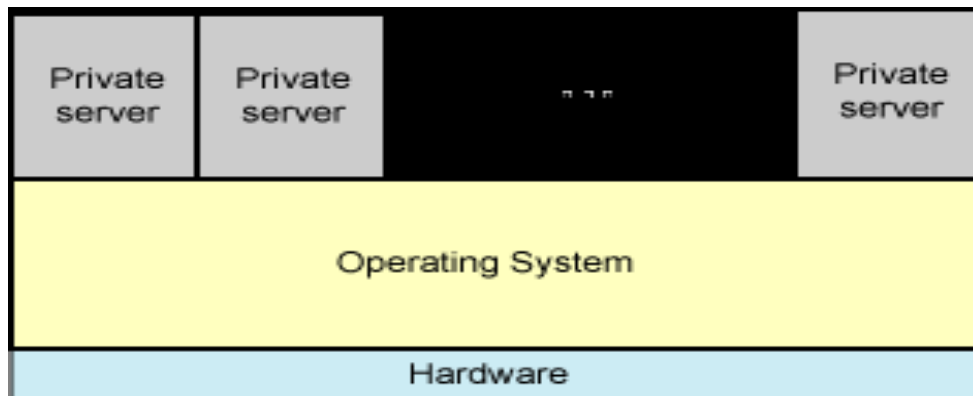 Private
server
Private
server
...
Private
server
Operating System
Hardware